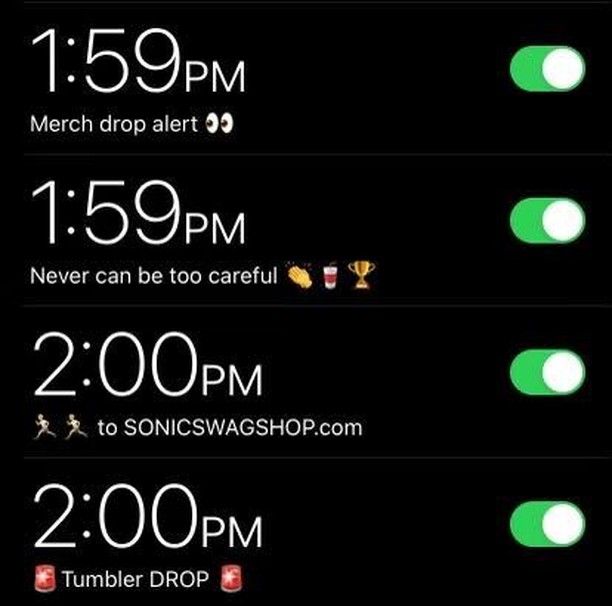 1:59PM
Merch drop alert 👀
1:59PM
Never can be too careful 👏🥤🏆
2:00PM
🏃🏃 to SONICSWAGSHOP.com
2:00PM
🚨Tumbler DROP 🚨